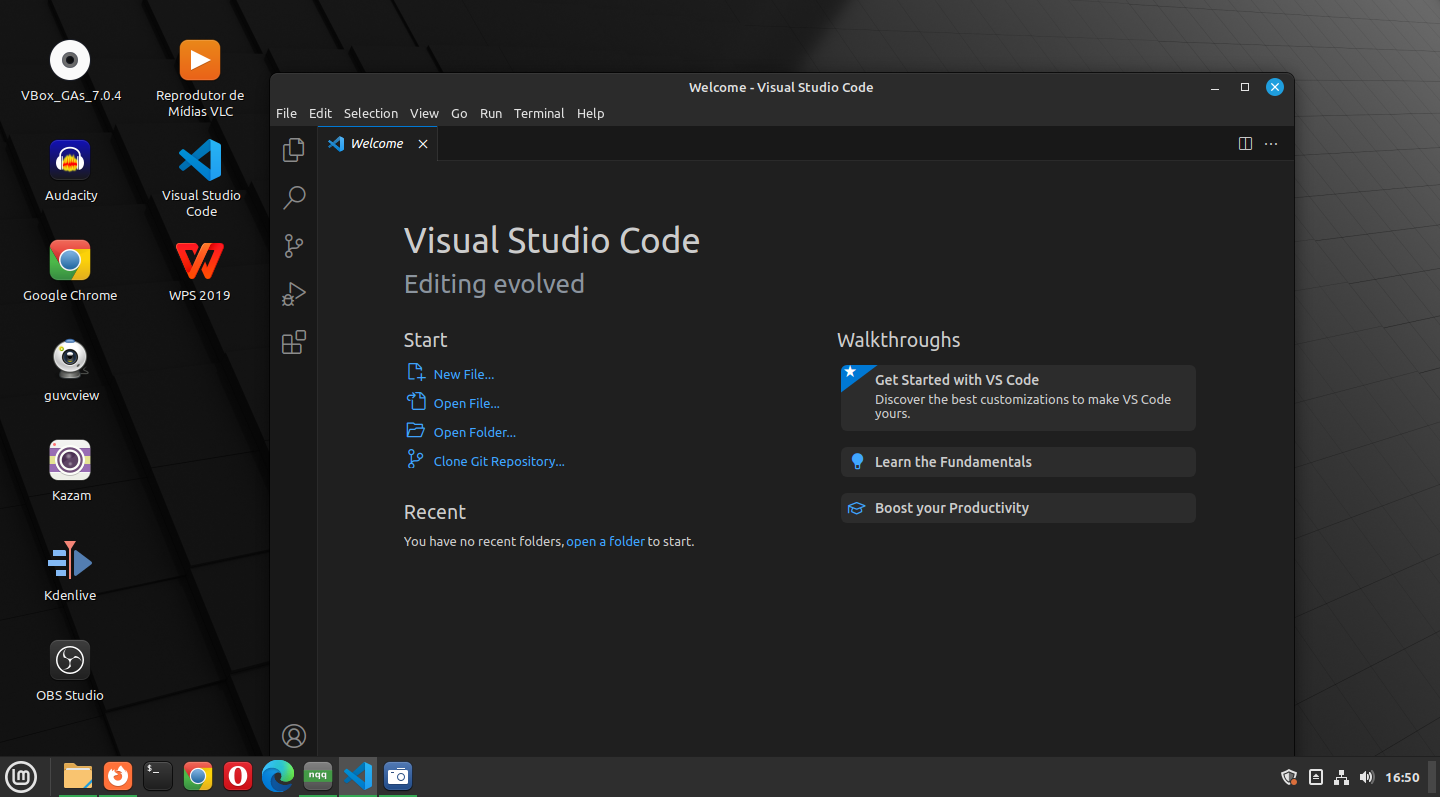 VBox_GAs_7.0.4
Reprodutor de
Mídias VLC
Audacity
Visual Studio
Code
Google Chrome
WPS 2019
guvcview
Kazam
Kdenlive
OBS Studio
Welcome - Visual Studio Code
File Edit Selection View Go Run Terminal Help
Welcome
Visual Studio Code
Editing evolved
Start
New File...
Open File...
Open Folder...
Clone Git Repository...
Recent
You have no recent folders, open a folder to start.
Walkthroughs
Get Started with VS Code
Discover the best customizations to make VS Code
yours.
Learn the Fundamentals
Boost your Productivity
lm
$_
nqq
16:50